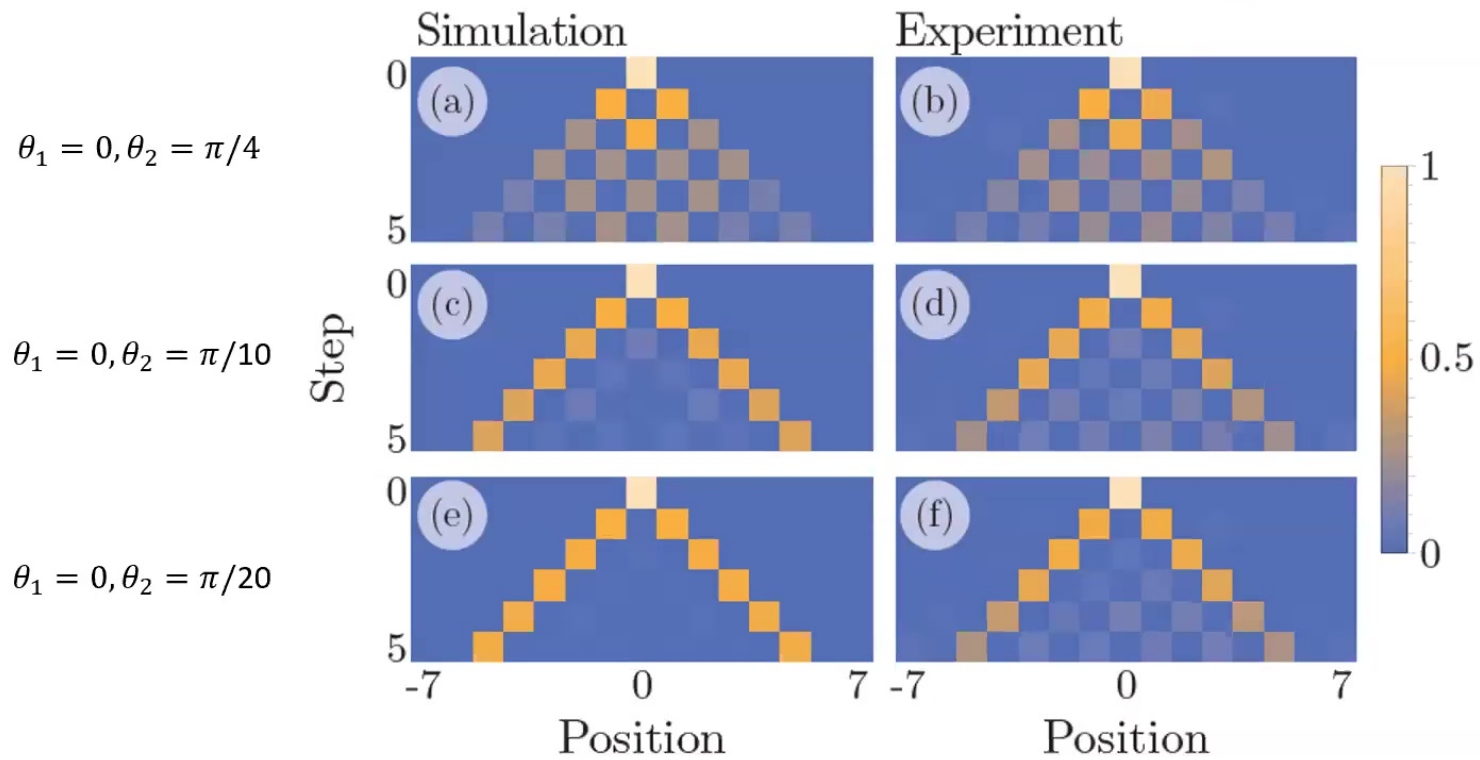 Simulation
Experiment
θ₁ = 0, θ₂ = π/4
0
(a)
(b)
5
1
θ₁ = 0, θ₂ = π/10
Step
0
(c)
(d)
5
0.5
θ₁ = 0, θ₂ = π/20
0
(e)
(f)
5
0
-7 0 7
-7 0 7
Position
Position